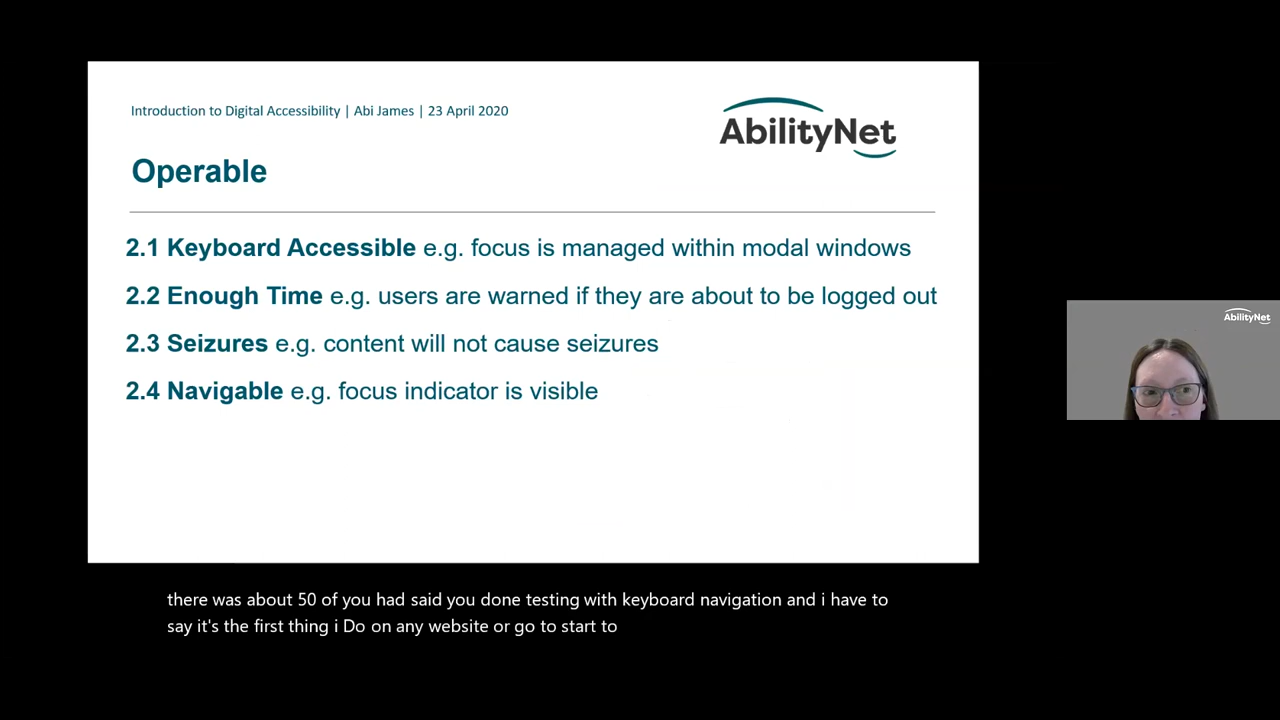 Introduction to Digital Accessibility | Abi James | 23 April 2020
AbilityNet
Operable
2.1 Keyboard Accessible e.g. focus is managed within modal windows
2.2 Enough Time e.g. users are warned if they are about to be logged out
2.3 Seizures e.g. content will not cause seizures
2.4 Navigable e.g. focus indicator is visible
AbilityNet
there was about 50 of you had said you done testing with keyboard navigation and i have to
say it's the first thing i Do on any website or go to start to